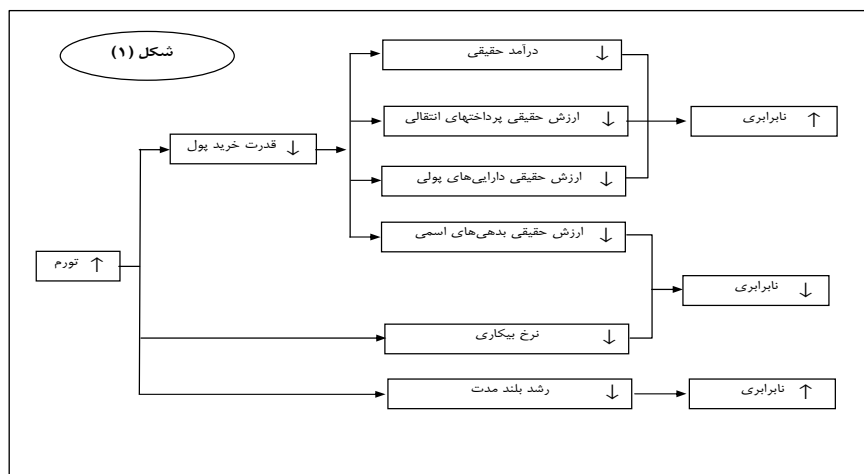 شکل (۱)
درآمد حقیقی ↓
ارزش حقیقی پرداختهای انتقالی ↓
نابرابری ↑
قدرت خرید پول ↓
ارزش حقیقی دارایی‌های پولی ↓
ارزش حقیقی بدهی‌های اسمی ↓
تورم ↑
نابرابری ↓
نرخ بیکاری ↓
رشد بلند مدت ↓
نابرابری ↑